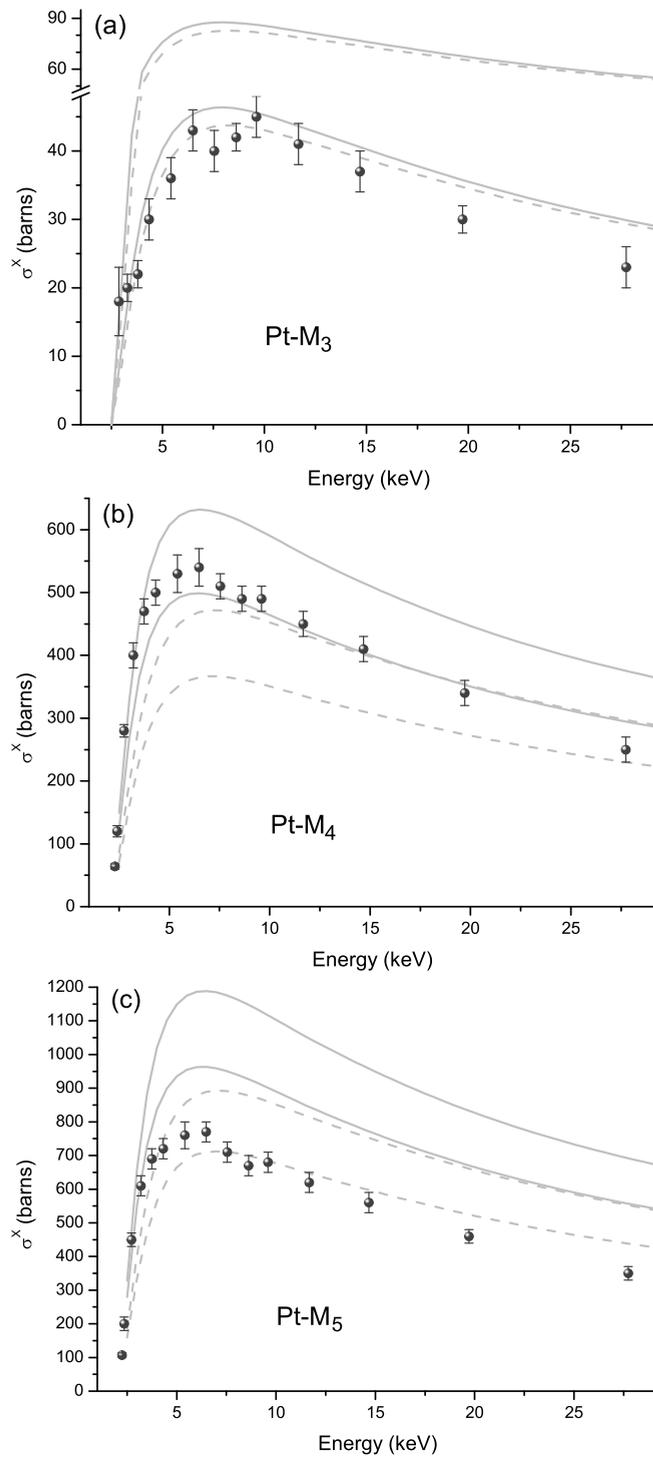 (a)
90
60
40
30
20
10
0
σˣ (barns)
Pt-M₃
5 10 15 20 25
Energy (keV)
(b)
600
500
400
300
200
100
0
σˣ (barns)
Pt-M₄
5 10 15 20 25
Energy (keV)
(c)
1200
1100
1000
900
800
700
600
500
400
300
200
100
0
σˣ (barns)
Pt-M₅
5 10 15 20 25
Energy (keV)